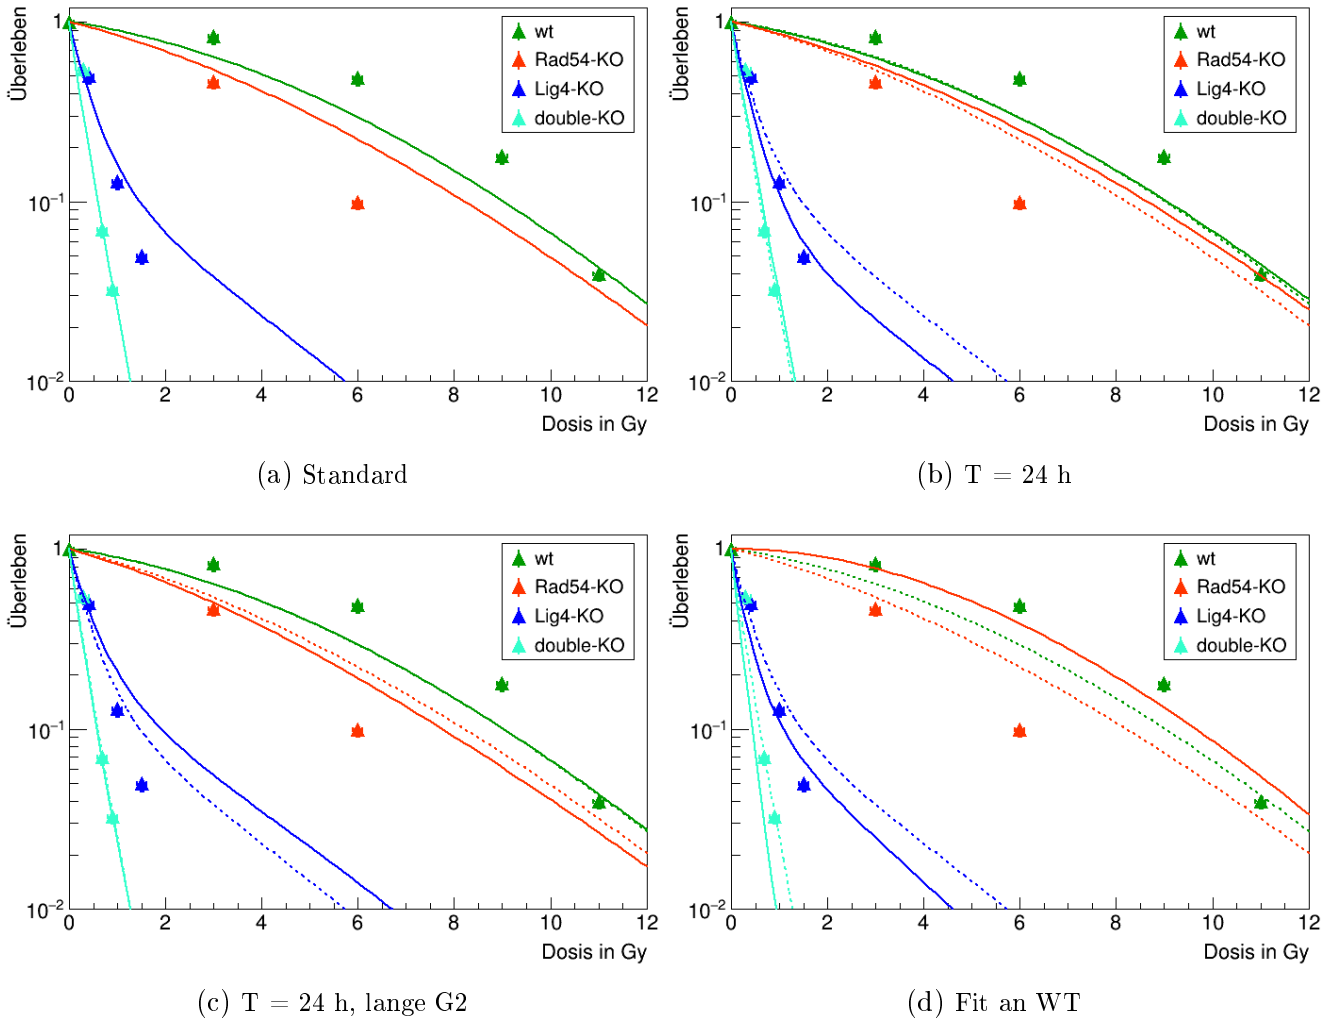 Überleben
1
10−1
10−2
0 2 4 6 8 10 12
Dosis in Gy
wt
Rad54-KO
Lig4-KO
double-KO
(a) Standard
Überleben
1
10−1
10−2
0 2 4 6 8 10 12
Dosis in Gy
wt
Rad54-KO
Lig4-KO
double-KO
(b) T = 24 h
Überleben
1
10−1
10−2
0 2 4 6 8 10 12
Dosis in Gy
wt
Rad54-KO
Lig4-KO
double-KO
(c) T = 24 h, lange G2
Überleben
1
10−1
10−2
0 2 4 6 8 10 12
Dosis in Gy
wt
Rad54-KO
Lig4-KO
double-KO
(d) Fit an WT